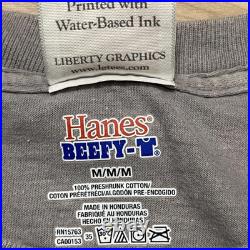 Printed with
Water-Based Ink
LIBERTY GRAPHICS
www.lgtees.com
Hanes®
BEEFY-T®
M/M/M
100% PRESHRUNK COTTON/
COTON PRÉRÉTRÉCI/ALGODÓN PRE-ENCOGIDO
MADE IN HONDURAS
FABRIQUÉ AU HONDURAS
HECHO EN HONDURAS
RN15763
CA00153
35